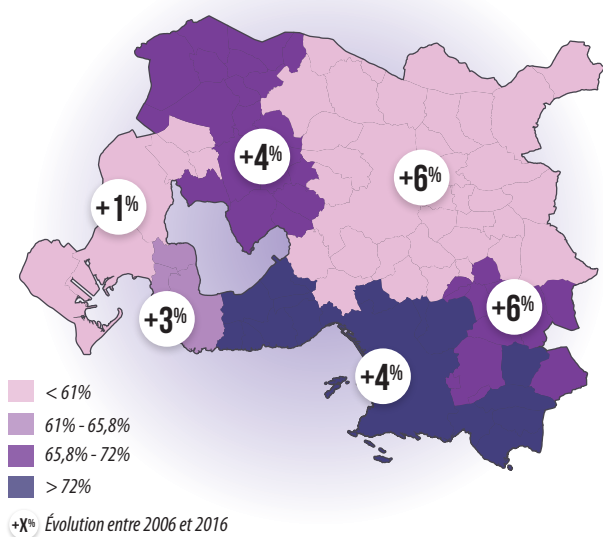 +4%
+6%
+1%
+6%
+3%
+4%
< 61%
61% - 65,8%
65,8% - 72%
> 72%
+X% Évolution entre 2006 et 2016